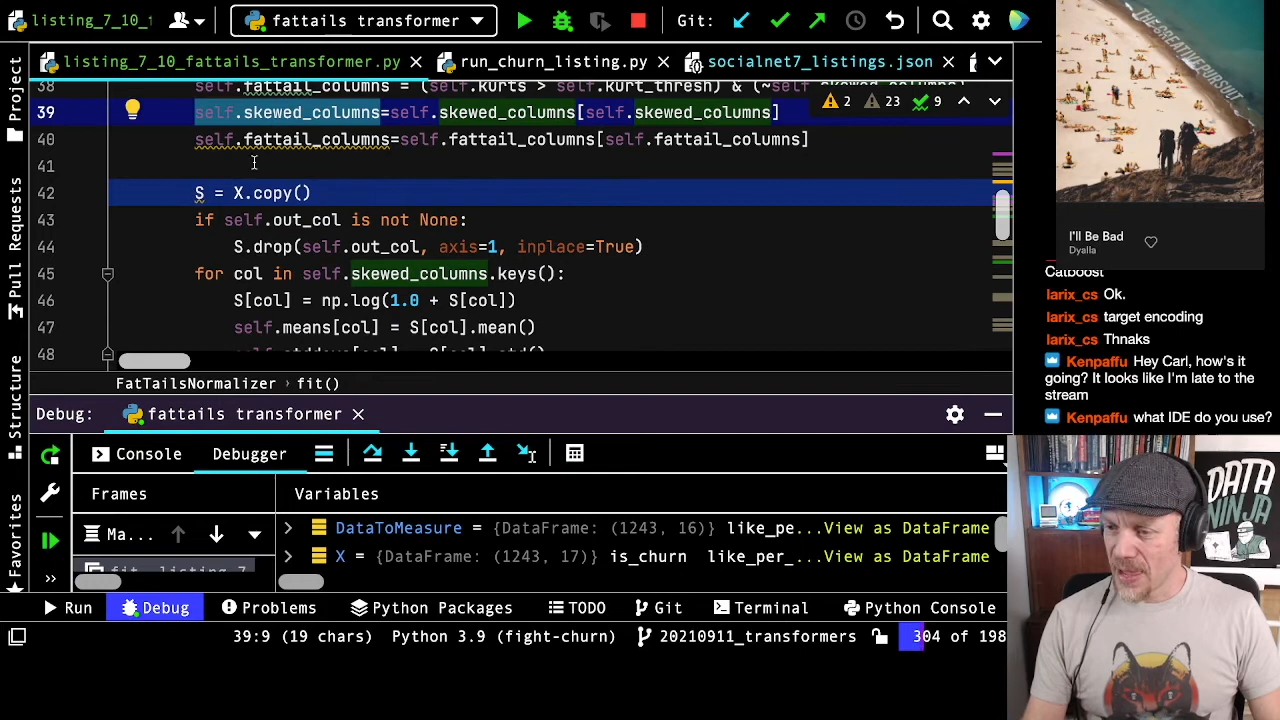 listing_7_10_1
fattails transformer
Git:
listing_7_10_fattails_transformer.py
run_churn_listing.py
socialnet7_listings.json
Project
Pull Requests
Structure
Favorites
39 self.skewed_columns=self.skewed_columns[self.skewed_columns]
2 23 9
40 self.fattail_columns=self.fattail_columns[self.fattail_columns]
41
42 S = X.copy()
43 if self.out_col is not None:
44 S.drop(self.out_col, axis=1, inplace=True)
45 for col in self.skewed_columns.keys():
46 S[col] = np.log(1.0 + S[col])
47 self.means[col] = S[col].mean()
48
FatTailsNormalizer › fit()
Debug: fattails transformer
Console Debugger
Frames Variables
Ma...
DataToMeasure = {DataFrame: (1243, 16)} like_pe...View as DataFrame
X = {DataFrame: (1243, 17)} is_churn like_per_ ...View as DataFrame
Run Debug Problems Python Packages TODO Git Terminal Python Console
39:9 (19 chars) Python 3.9 (fight-churn) 20210911_transformers 304 of 198
THE GREAT WIDE PURSUIT
I'll Be Bad
Dyalla
Catboost
larix_cs Ok.
larix_cs target encoding
larix_cs Thnaks
Kenpaffu Hey Carl, how's it
going? It looks like I'm late to the
stream
Kenpaffu what IDE do you use?
DATA
NINJA